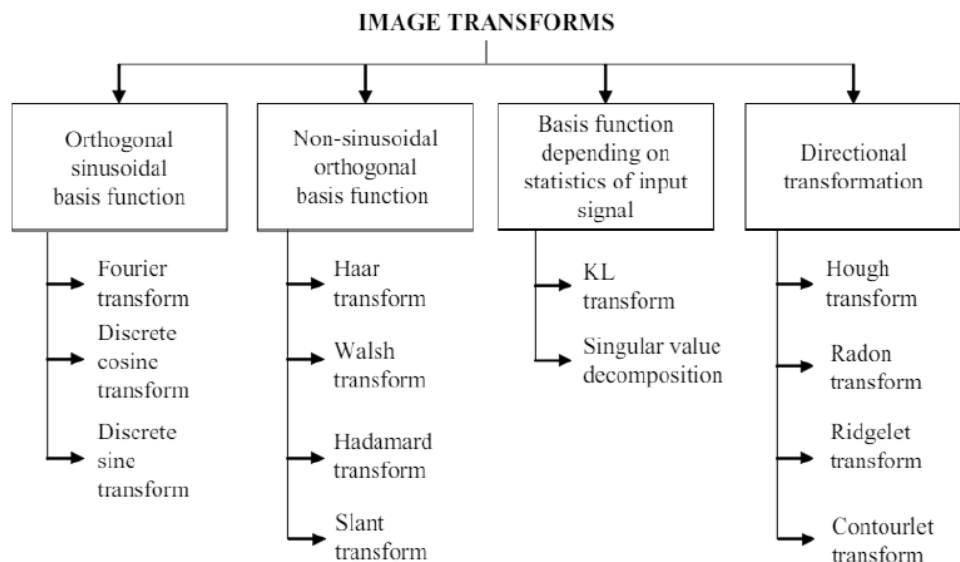 IMAGE TRANSFORMS
Orthogonal
sinusoidal
basis function
Non-sinusoidal
orthogonal
basis function
Basis function
depending on
statistics of input
signal
Directional
transformation
Fourier
transform
Discrete
cosine
transform
Discrete
sine
transform
Haar
transform
Walsh
transform
Hadamard
transform
Slant
transform
KL
transform
Singular value
decomposition
Hough
transform
Radon
transform
Ridgelet
transform
Contourlet
transform